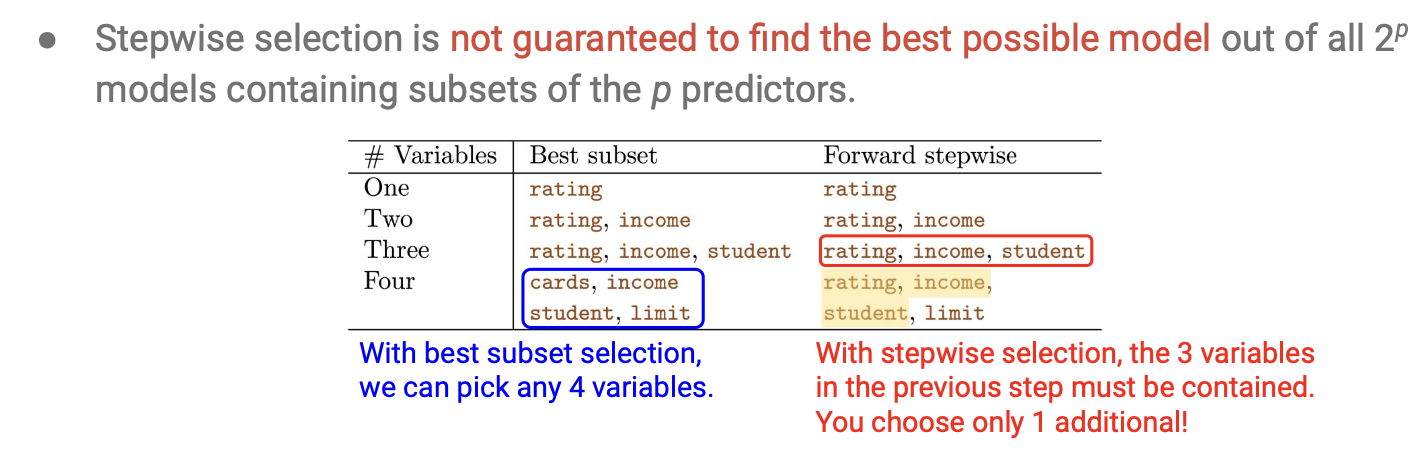 ● Stepwise selection is not guaranteed to find the best possible model out of all 2ᵖ
models containing subsets of the p predictors.
# Variables Best subset Forward stepwise
One rating rating
Two rating, income rating, income
Three rating, income, student rating, income, student
Four cards, income rating, income,
student, limit student, limit
With best subset selection,
we can pick any 4 variables.
With stepwise selection, the 3 variables
in the previous step must be contained.
You choose only 1 additional!